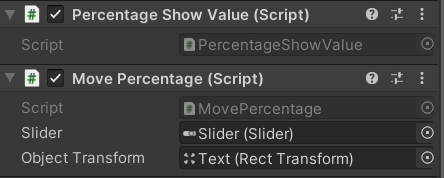 Percentage Show Value (Script)
Script PercentageShowValue
Move Percentage (Script)
Script MovePercentage
Slider Slider (Slider)
Object Transform Text (Rect Transform)